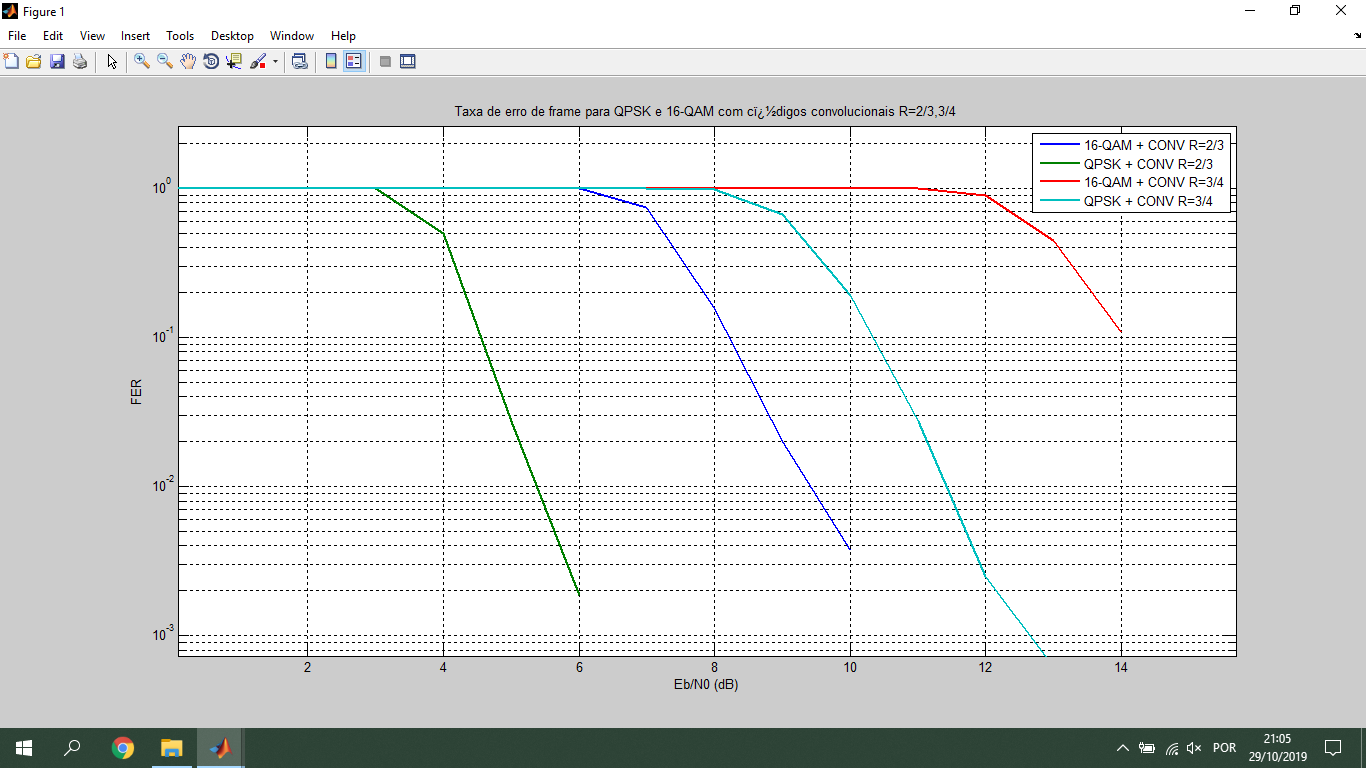 Figure 1
File Edit View Insert Tools Desktop Window Help
Taxa de erro de frame para QPSK e 16-QAM com cï¿½digos convolucionais R=2/3,3/4
16-QAM + CONV R=2/3
QPSK + CONV R=2/3
16-QAM + CONV R=3/4
QPSK + CONV R=3/4
10^0
10^-1
10^-2
10^-3
FER
2 4 6 8 10 12 14
Eb/N0 (dB)
POR
21:05
29/10/2019